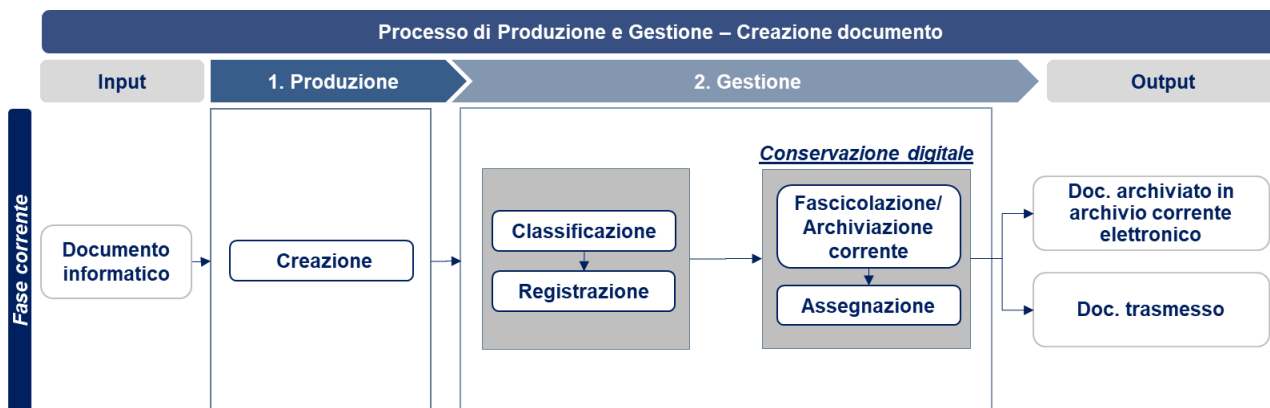 Processo di Produzione e Gestione – Creazione documento
Input
1. Produzione
2. Gestione
Output
Fase corrente
Documento
informatico
Creazione
Classificazione
Registrazione
Conservazione digitale
Fascicolazione/
Archiviazione
corrente
Assegnazione
Doc. archiviato in
archivio corrente
elettronico
Doc. trasmesso